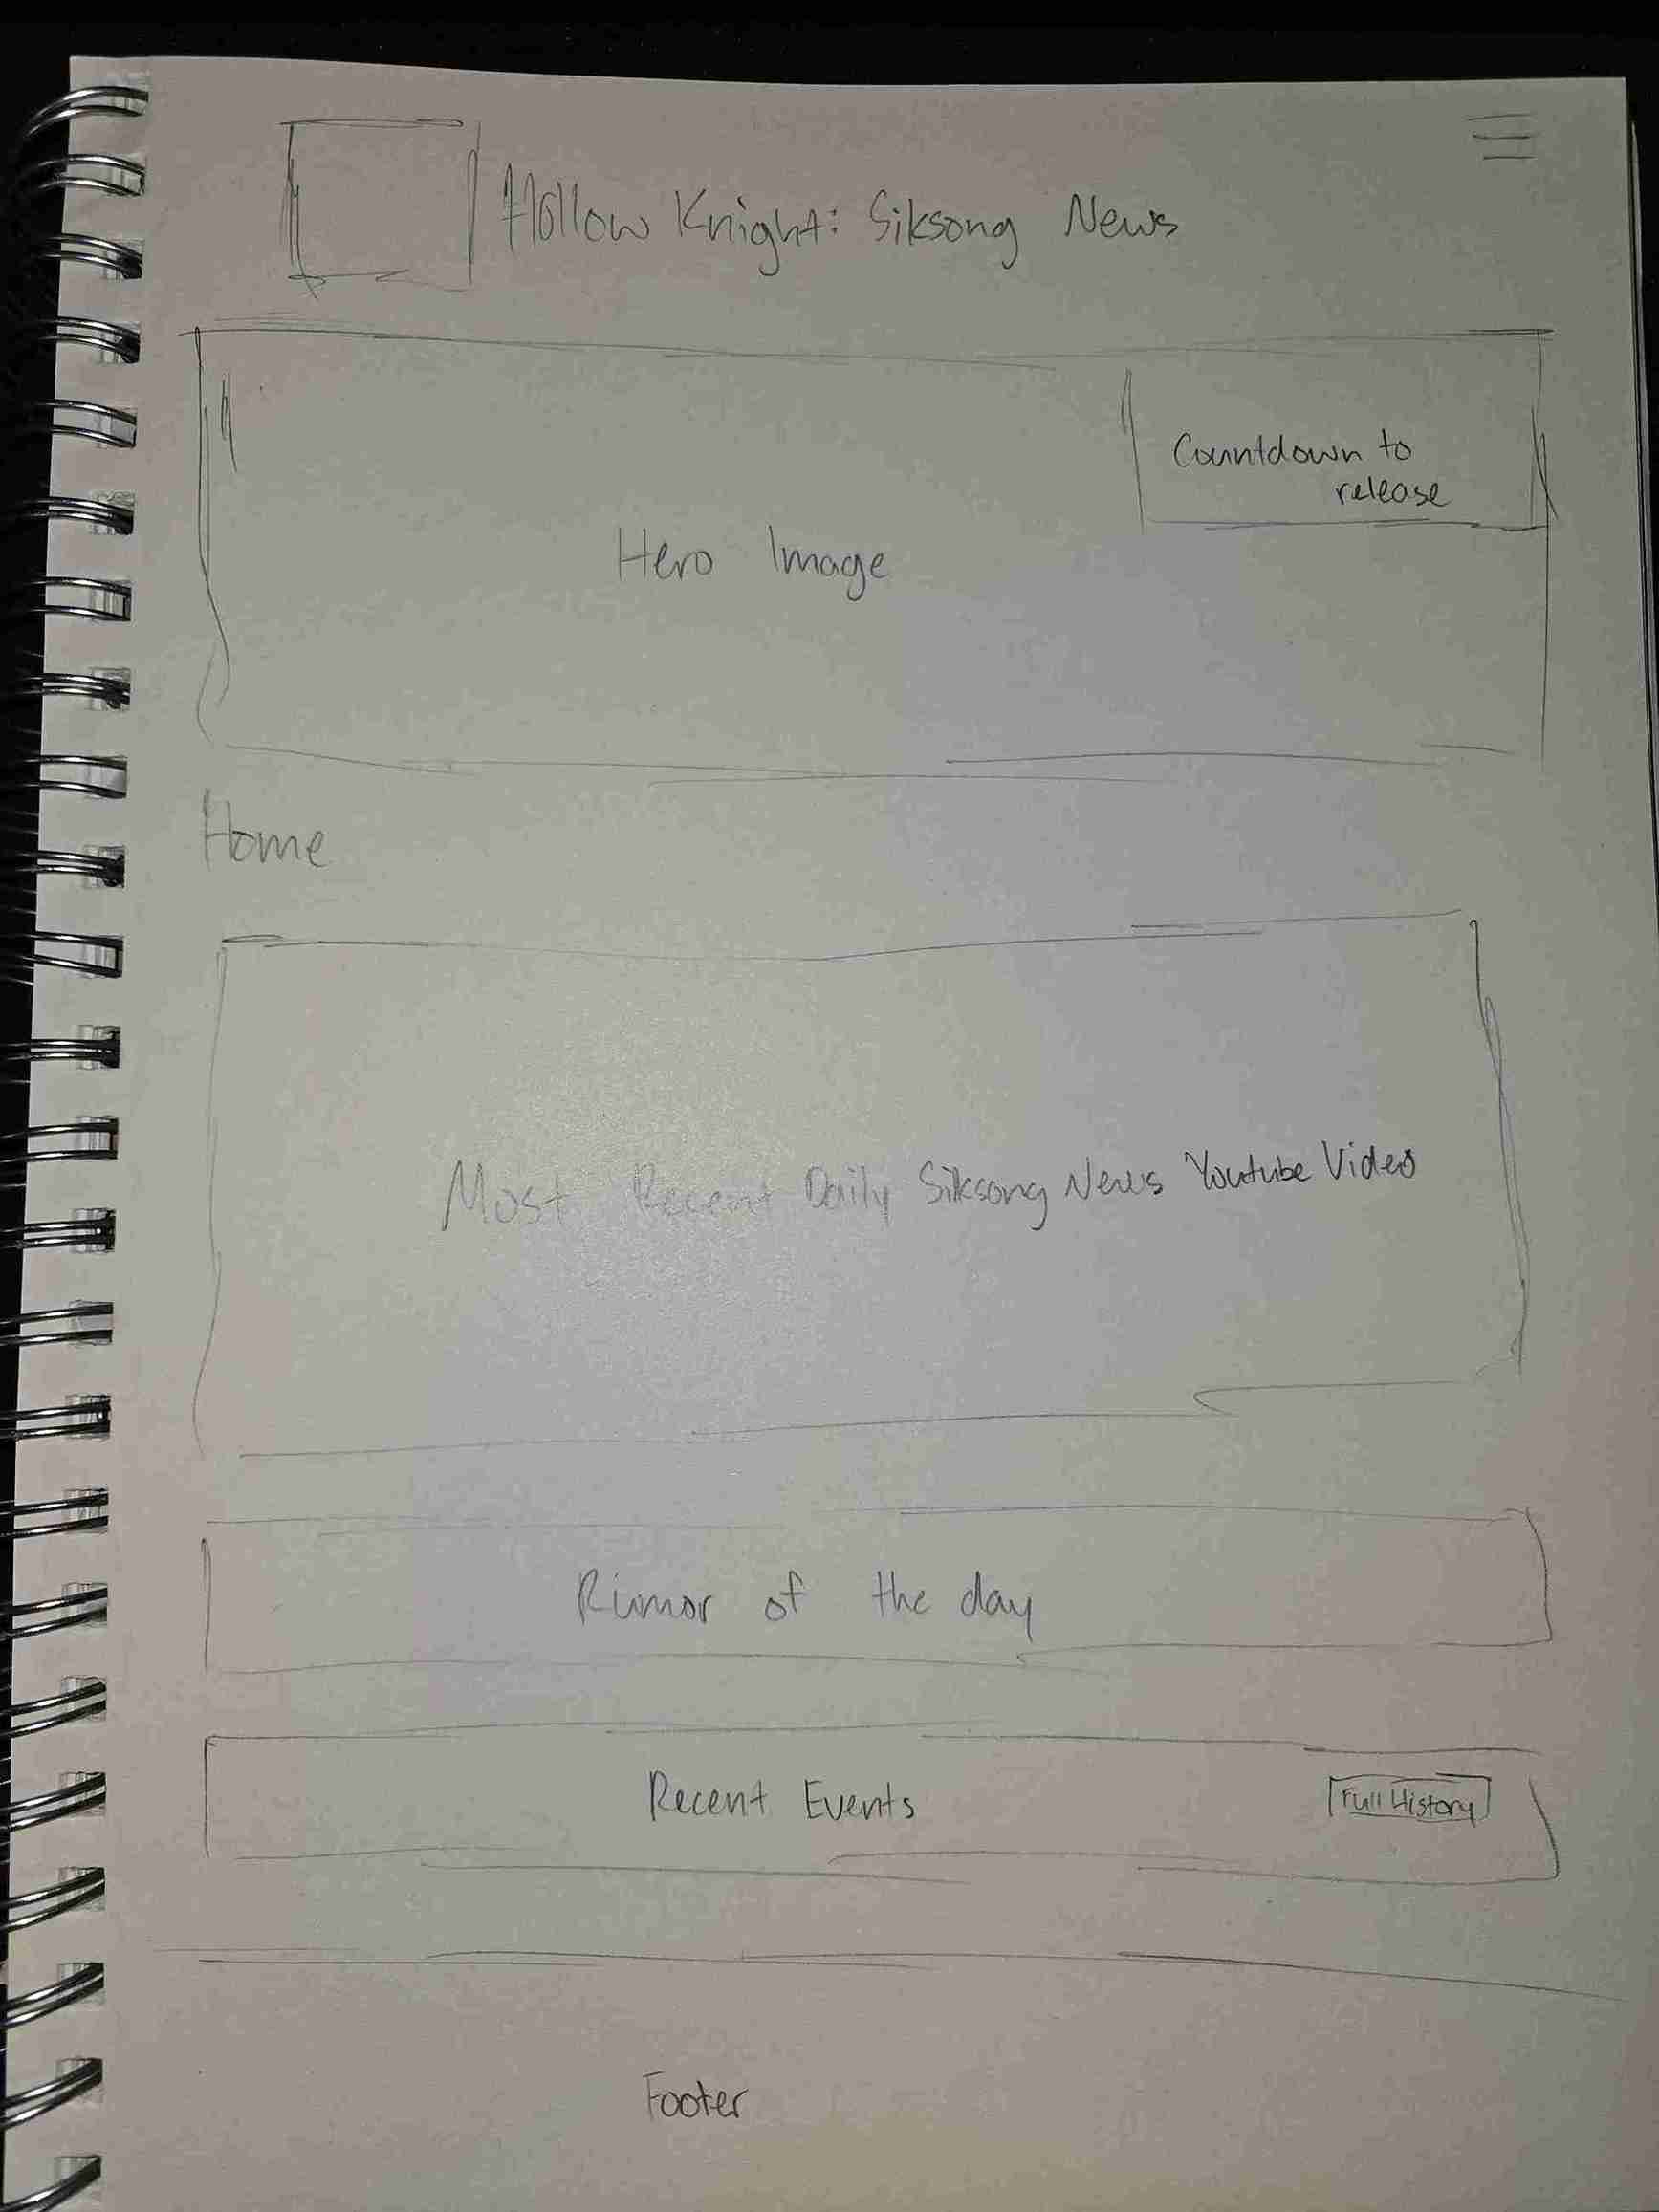 Hollow Knight: Siksong News
Countdown to
release
Hero Image
Home
Most Recent Daily Siksong News Youtube Video
Rumor of the day
Recent Events
Full History
Footer